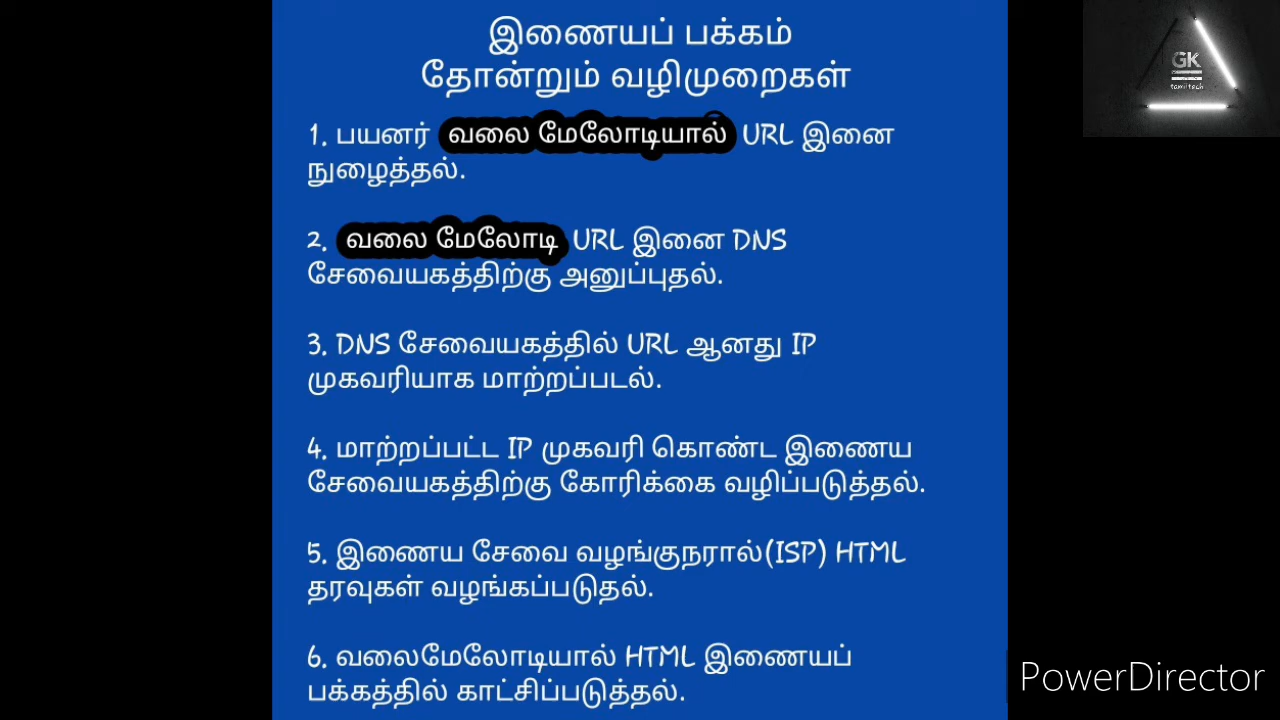 இணையப் பக்கம்
தோன்றும் வழிமுறைகள்
1. பயனர் வலை மேலோடியால் URL இனை
நுழைத்தல்.
2. வலை மேலோடி URL இனை DNS
சேவையகத்திற்கு அனுப்புதல்.
3. DNS சேவையகத்தில் URL ஆனது IP
முகவரியாக மாற்றப்படல்.
4. மாற்றப்பட்ட IP முகவரி கொண்ட இணைய
சேவையகத்திற்கு கோரிக்கை வழிப்படுத்தல்.
5. இணைய சேவை வழங்குநரால்(ISP) HTML
தரவுகள் வழங்கப்படுதல்.
6. வலைமேலோடியால் HTML இணையப்
பக்கத்தில் காட்சிப்படுத்தல்.
GK
tamiltech
PowerDirector